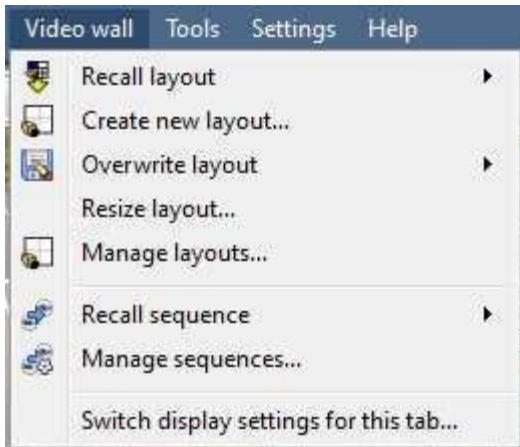 Video wall Tools Settings Help
Recall layout
Create new layout...
Overwrite layout
Resize layout...
Manage layouts...
Recall sequence
Manage sequences...
Switch display settings for this tab...